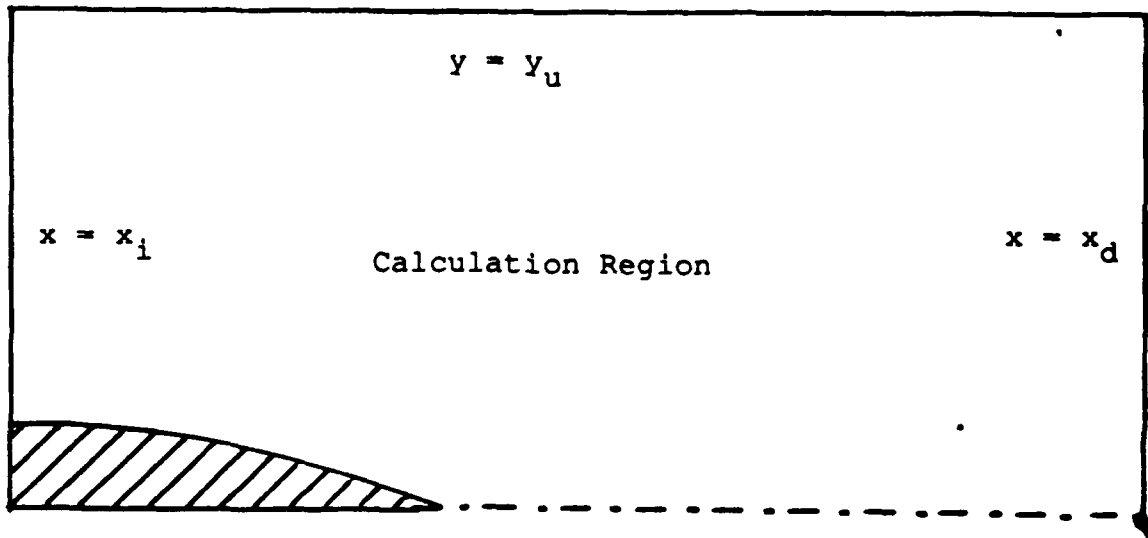 y = y_u
x = x_i
Calculation Region
x = x_d